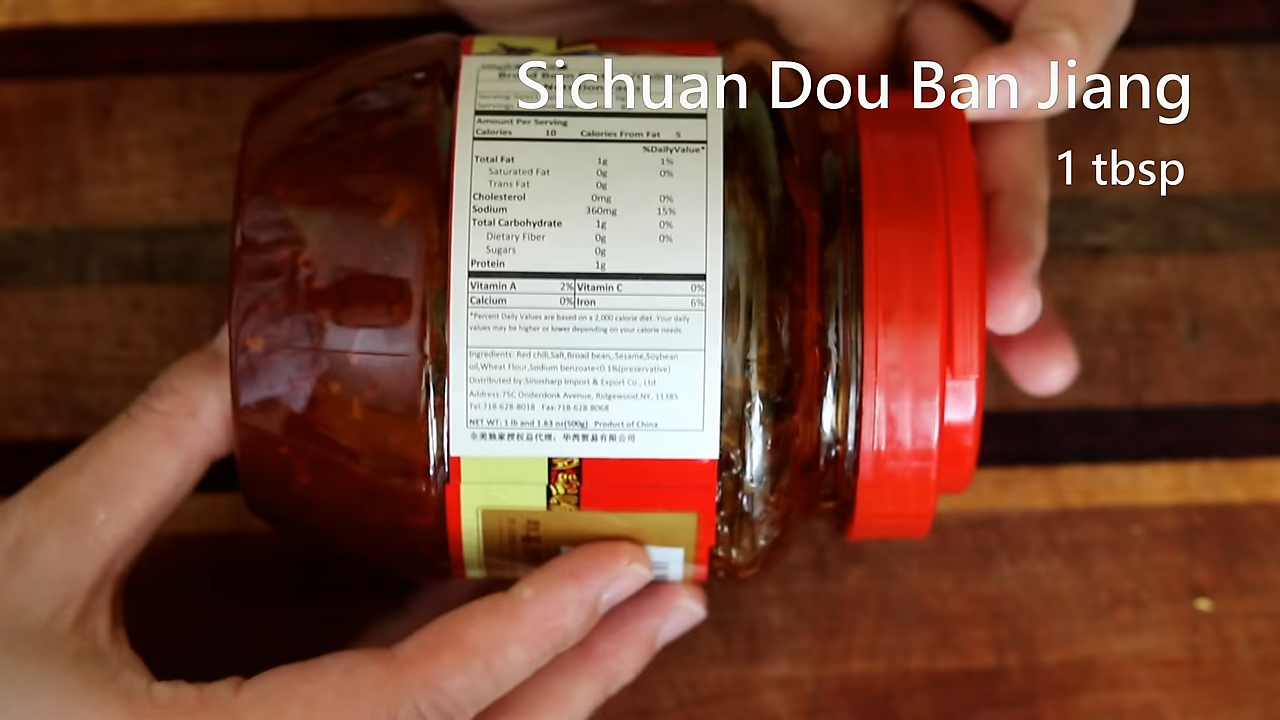 Sichuan Dou Ban Jiang
1 tbsp
Amount Per Serving
Calories 10 Calories From Fat 5
%DailyValue*
Total Fat 1g 1%
Saturated Fat 0g 0%
Trans Fat 0g
Cholesterol 0mg 0%
Sodium 360mg 15%
Total Carbohydrate 1g 0%
Dietary Fiber 0g 0%
Sugars 0g
Protein 1g
Vitamin A 2% Vitamin C 0%
Calcium 0% Iron 6%
*Percent Daily Values are based on a 2,000 calorie diet. Your daily
values may be higher or lower depending on your calorie needs.
Ingredients: Red chill,Salt,Broad bean,,Sesame,Soybean
oil,Wheat Flour,Sodium benzoate<0.1%(preservative)
Distributed by:Sinosharp Import & Export Co., Ltd
Address:75C Onderdonk Avenue, Ridgewood,NY. 11385
Tel:718-628-8018 Fax:718-628-8068
NET WT: 1 lb and 1.63 oz(500g) Product of China
全美独家授权总代理：华芮贸易有限公司